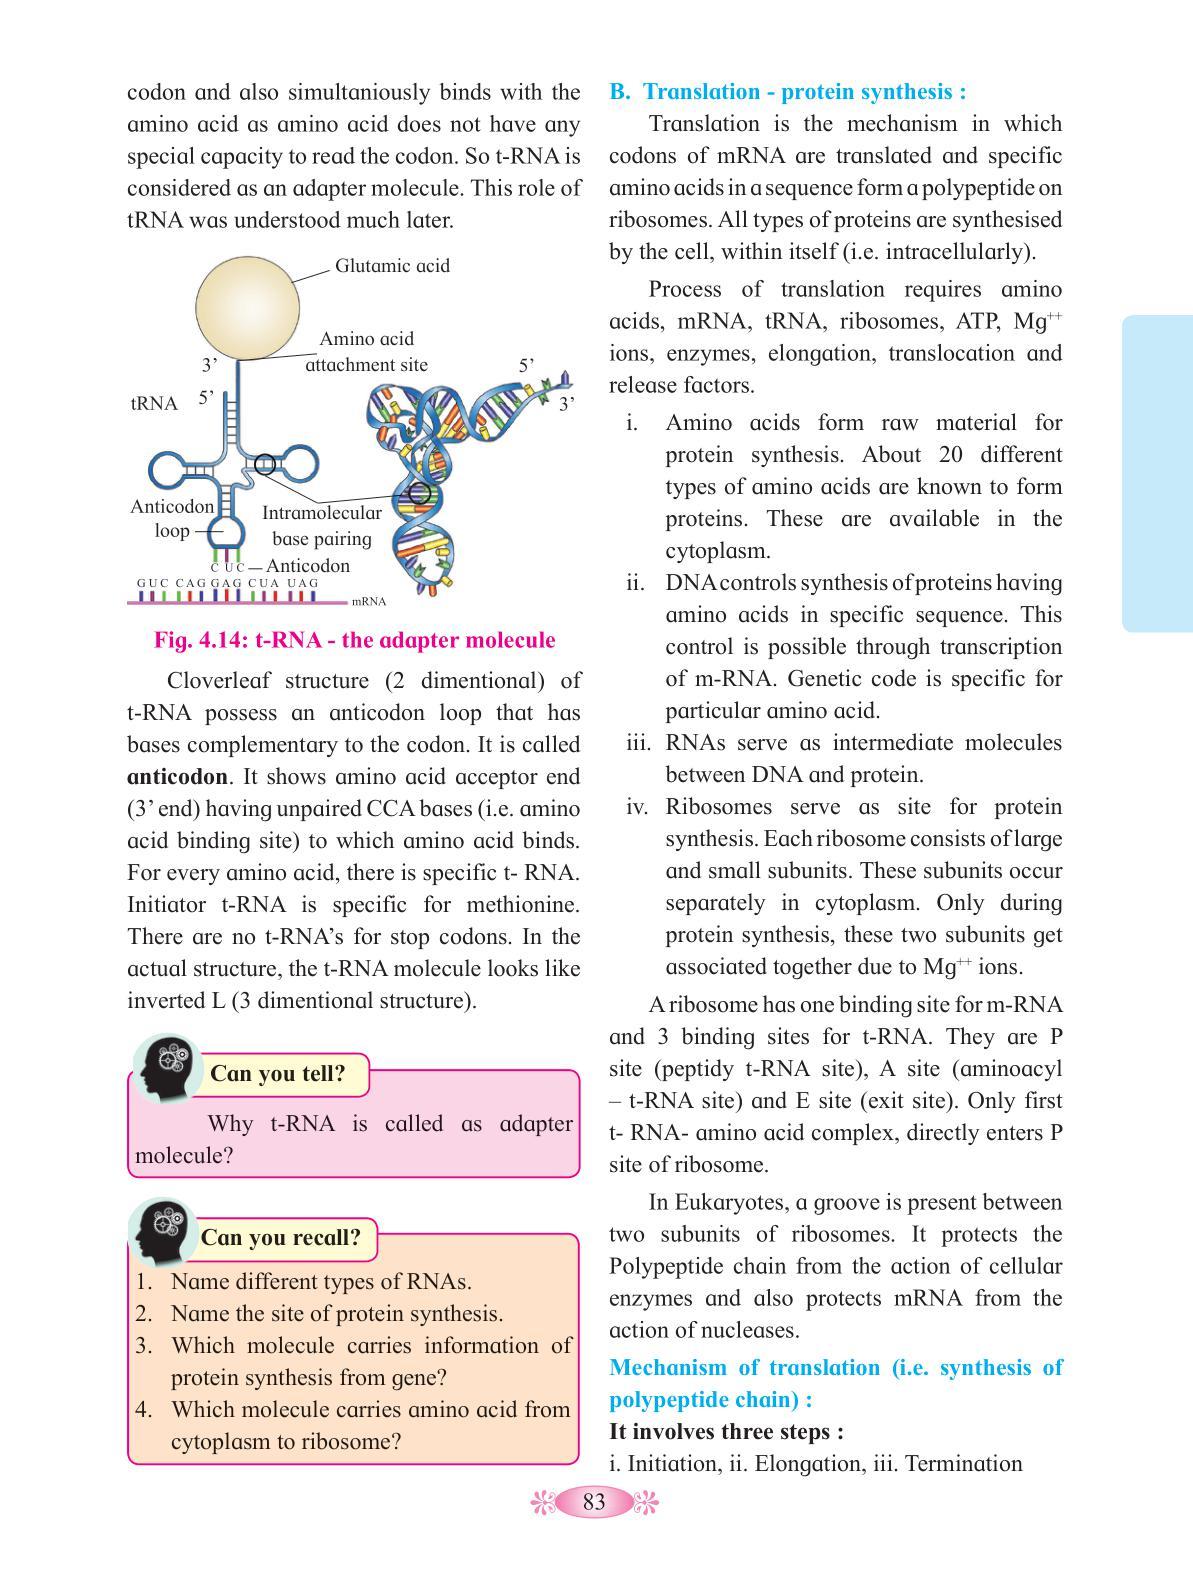 codon and also simultaniously binds with the
amino acid as amino acid does not have any
special capacity to read the codon. So t-RNA is
considered as an adapter molecule. This role of
tRNA was understood much later.
Glutamic acid
Amino acid
attachment site
3’
5’
tRNA
5’
3’
Anticodon
loop
Intramolecular
base pairing
C UC
Anticodon
GUC CAG GAG CUA UAG
mRNA
Fig. 4.14: t-RNA - the adapter molecule
Cloverleaf structure (2 dimentional) of
t-RNA possess an anticodon loop that has
bases complementary to the codon. It is called
anticodon. It shows amino acid acceptor end
(3’ end) having unpaired CCA bases (i.e. amino
acid binding site) to which amino acid binds.
For every amino acid, there is specific t- RNA.
Initiator t-RNA is specific for methionine.
There are no t-RNA’s for stop codons. In the
actual structure, the t-RNA molecule looks like
inverted L (3 dimentional structure).
Can you tell?
Why t-RNA is called as adapter
molecule?
Can you recall?
1. Name different types of RNAs.
2. Name the site of protein synthesis.
3. Which molecule carries information of
protein synthesis from gene?
4. Which molecule carries amino acid from
cytoplasm to ribosome?
B. Translation - protein synthesis :
Translation is the mechanism in which
codons of mRNA are translated and specific
amino acids in a sequence form a polypeptide on
ribosomes. All types of proteins are synthesised
by the cell, within itself (i.e. intracellularly).
Process of translation requires amino
acids, mRNA, tRNA, ribosomes, ATP, Mg++
ions, enzymes, elongation, translocation and
release factors.
i. Amino acids form raw material for
protein synthesis. About 20 different
types of amino acids are known to form
proteins. These are available in the
cytoplasm.
ii. DNA controls synthesis of proteins having
amino acids in specific sequence. This
control is possible through transcription
of m-RNA. Genetic code is specific for
particular amino acid.
iii. RNAs serve as intermediate molecules
between DNA and protein.
iv. Ribosomes serve as site for protein
synthesis. Each ribosome consists of large
and small subunits. These subunits occur
separately in cytoplasm. Only during
protein synthesis, these two subunits get
associated together due to Mg++ ions.
A ribosome has one binding site for m-RNA
and 3 binding sites for t-RNA. They are P
site (peptidy t-RNA site), A site (aminoacyl
– t-RNA site) and E site (exit site). Only first
t- RNA- amino acid complex, directly enters P
site of ribosome.
In Eukaryotes, a groove is present between
two subunits of ribosomes. It protects the
Polypeptide chain from the action of cellular
enzymes and also protects mRNA from the
action of nucleases.
Mechanism of translation (i.e. synthesis of
polypeptide chain) :
It involves three steps :
i. Initiation, ii. Elongation, iii. Termination
83